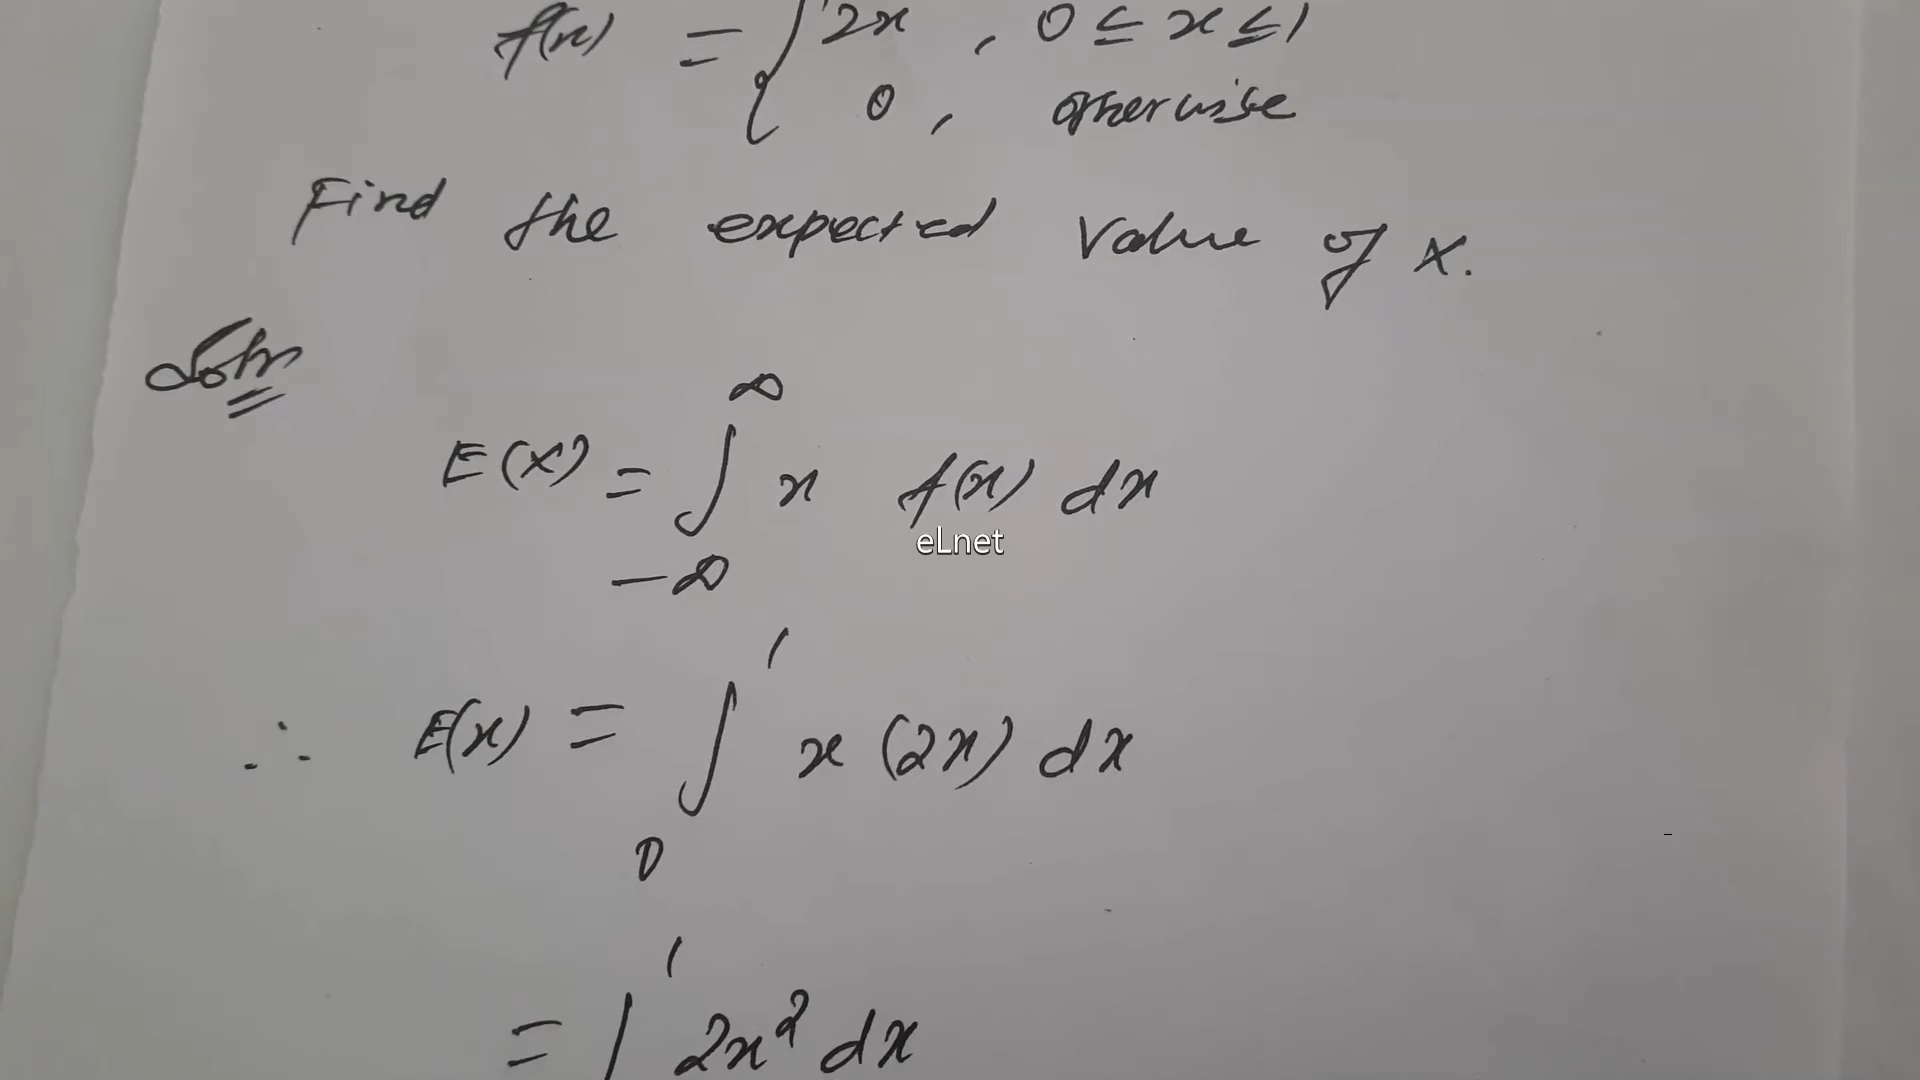 f(x) = { 2x , 0 ≤ x ≤ 1
0 , otherwise
Find the expected value of X.
Soln
E(X) = ∫_{-∞}^{∞} x f(x) dx
eLnet
∴ E(x) = ∫_{0}^{1} x (2x) dx
= ∫^{1} 2x² dx